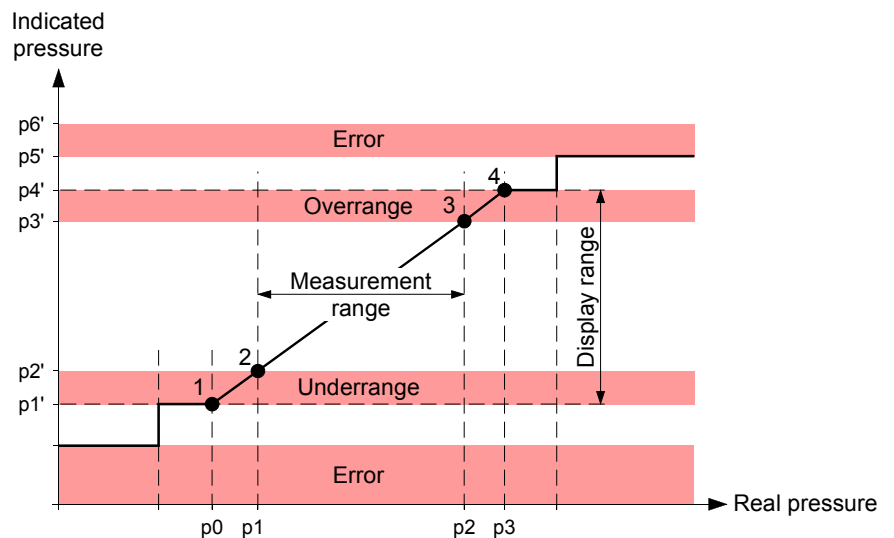 Indicated
pressure
p6'
Error
p5'
p4'
4
Overrange
3
p3'
Measurement
range
Display range
p2'
2
1
Underrange
p1'
Error
Real pressure
p0 p1 p2 p3